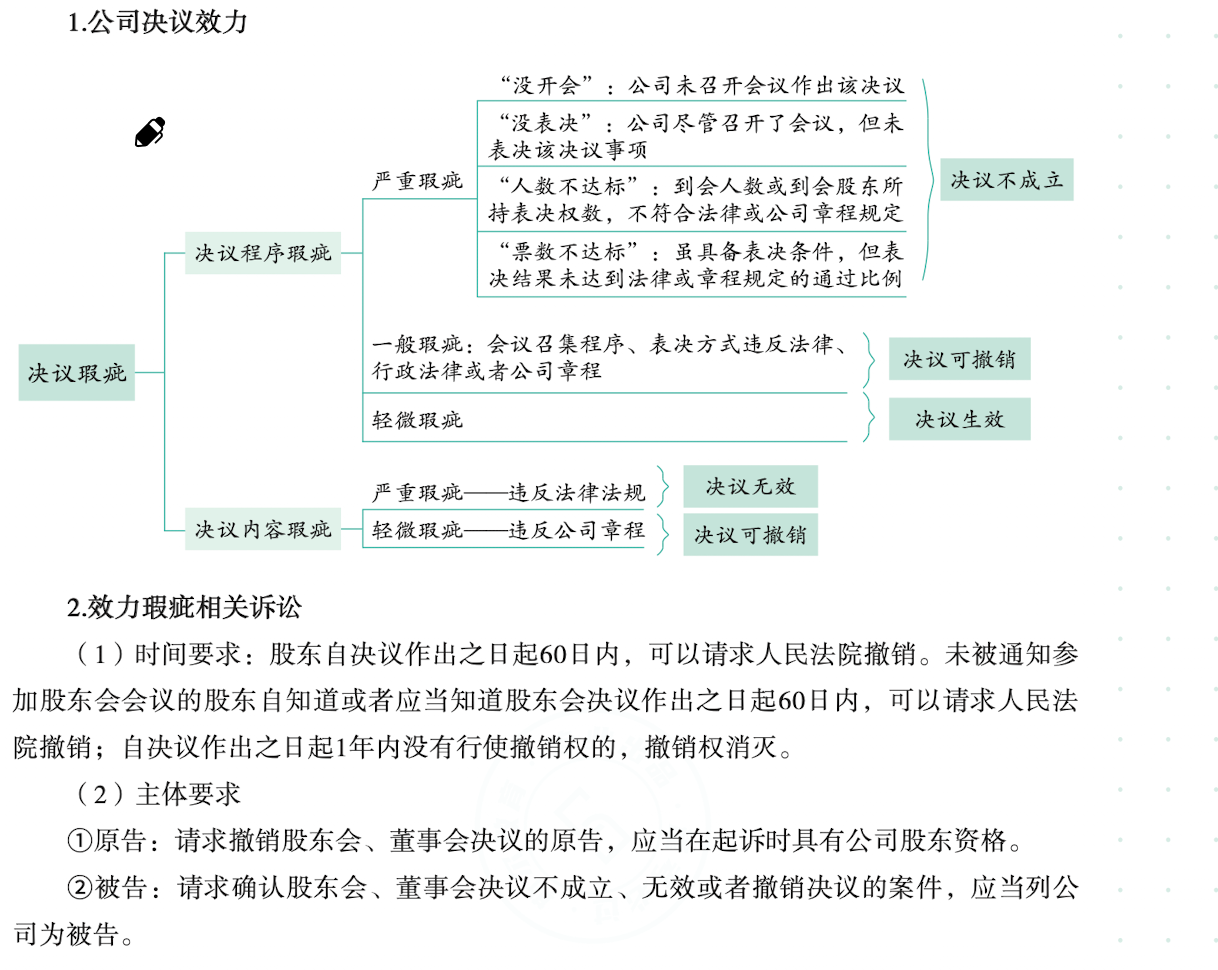 1.公司决议效力
“没开会”：公司未召开会议作出该决议
“没表决”：公司尽管召开了会议，但未
表决该决议事项
严重瑕疵
“人数不达标”：到会人数或到会股东所
持表决权数，不符合法律或公司章程规定
“票数不达标”：虽具备表决条件，但表
决结果未达到法律或章程规定的通过比例
决议不成立
决议程序瑕疵
一般瑕疵：会议召集程序、表决方式违反法律、
行政法律或者公司章程
决议可撤销
决议瑕疵
轻微瑕疵
决议生效
严重瑕疵——违反法律法规
决议无效
决议内容瑕疵
轻微瑕疵——违反公司章程
决议可撤销
2.效力瑕疵相关诉讼
（1）时间要求：股东自决议作出之日起60日内，可以请求人民法院撤销。未被通知参
加股东会会议的股东自知道或者应当知道股东会决议作出之日起60日内，可以请求人民法
院撤销；自决议作出之日起1年内没有行使撤销权的，撤销权消灭。
（2）主体要求
①原告：请求撤销股东会、董事会决议的原告，应当在起诉时具有公司股东资格。
②被告：请求确认股东会、董事会决议不成立、无效或者撤销决议的案件，应当列公
司为被告。